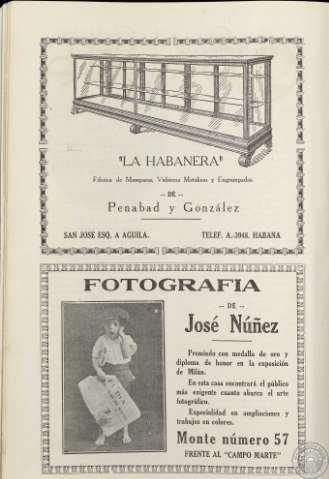 "LA HABANERA"
Fábrica de Mamparas, Vidrieras Metálicas y Engrampados
-- DE --
Penabad y González
SAN JOSE ESQ. A AGUILA. TELEF. A.-3948. HABANA
FOTOGRAFIA
-- DE --
José Núñez
Premiado con medalla de oro y
diploma de honor en la exposición
de Milán.
En esta casa encontrará el público
más exigente cuanto abarca el arte
fotográfico.
Especialidad en ampliaciones y
trabajos en colores.
Monte número 57
FRENTE AL "CAMPO MARTE"